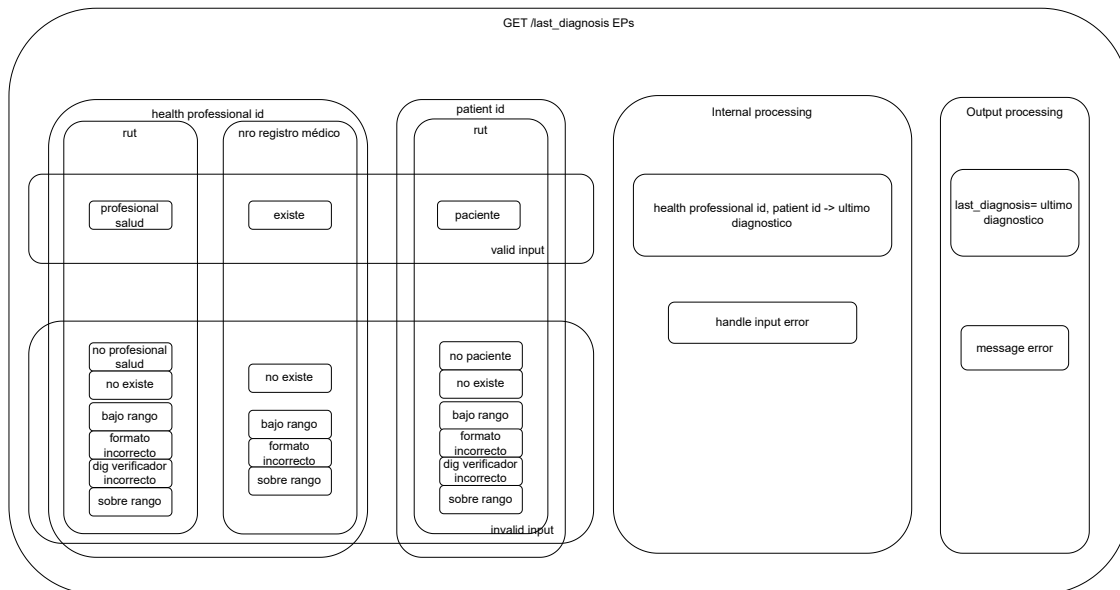 GET /last_diagnosis EPs
health professional id
rut
nro registro médico
patient id
rut
Internal processing
Output processing
profesional
salud
existe
paciente
valid input
health professional id, patient id -> ultimo
diagnostico
last_diagnosis= ultimo
diagnostico
handle input error
message error
no profesional
salud
no existe
bajo rango
formato
incorrecto
dig verificador
incorrecto
sobre rango
no existe
bajo rango
formato
incorrecto
sobre rango
no paciente
no existe
bajo rango
formato
incorrecto
dig verificador
incorrecto
sobre rango
invalid input